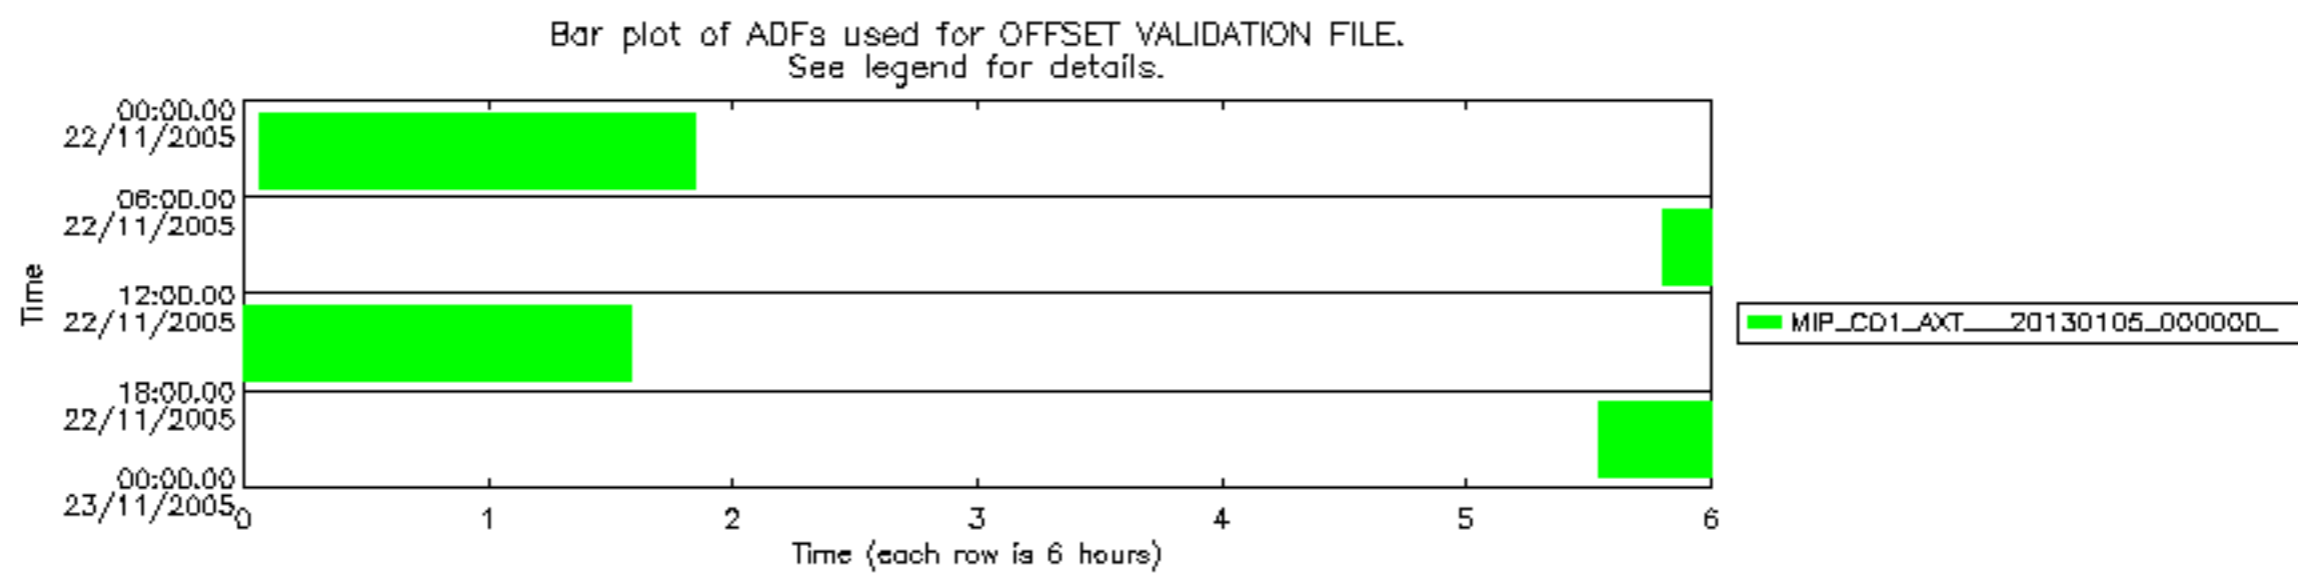 Bar plot of ADFs used for OFFSET VALIDATION FILE.
See legend for details.
00:00.00
22/11/2005
06:00.00
22/11/2005
Time
12:00.00
22/11/2005
18:00.00
22/11/2005
00:00.00
23/11/2005
0 1 2 3 4 5 6
Time (each row is 6 hours)
MIP_CO1_AXT___20130105_000000_